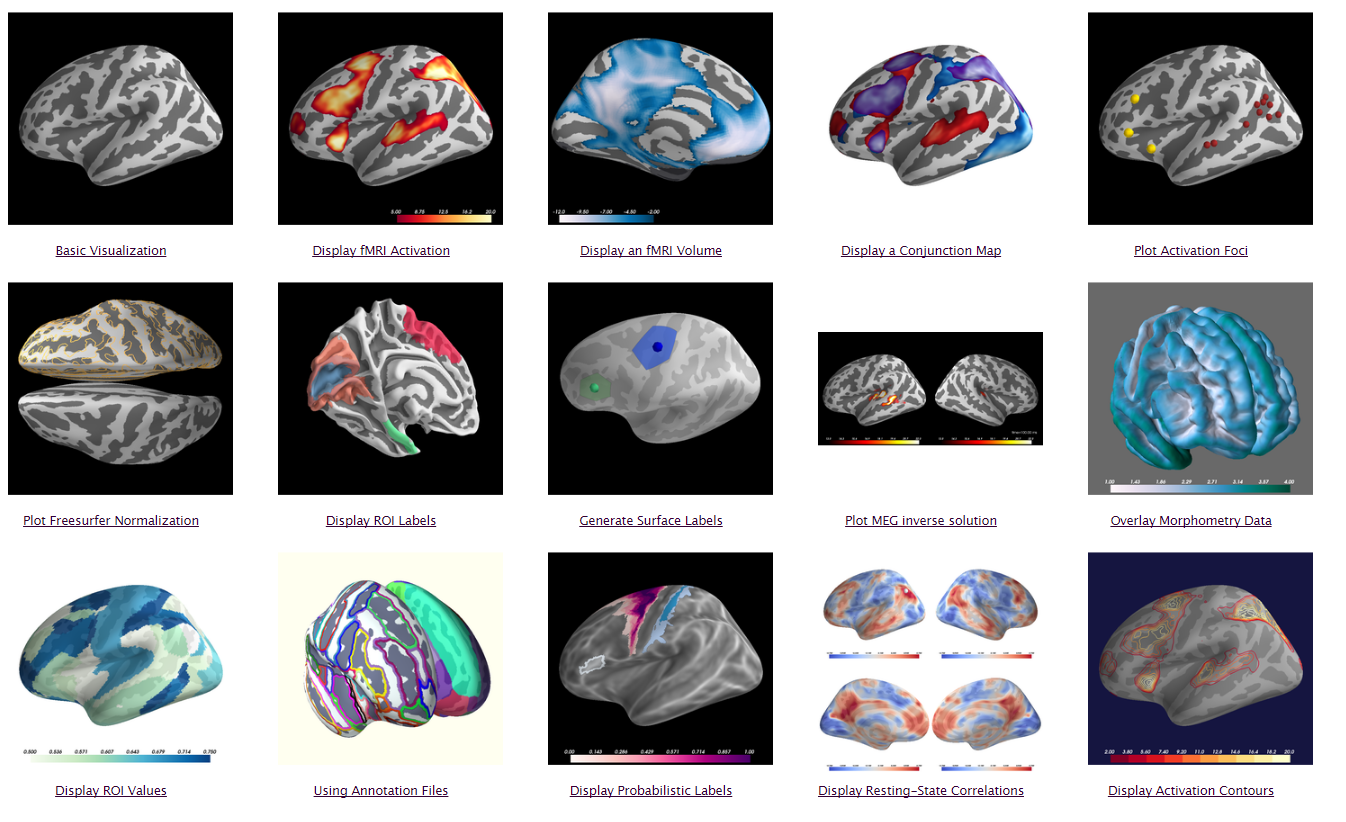 5.00 8.75 12.5 16.2 20.0
-12.0 -9.50 -7.00 -4.50 -2.00
Basic Visualization
Display fMRI Activation
Display an fMRI Volume
Display a Conjunction Map
Plot Activation Foci
1.00 1.43 1.86 2.29 2.71 3.14 3.57 4.00
Plot Freesurfer Normalization
Display ROI Labels
Generate Surface Labels
Plot MEG inverse solution
Overlay Morphometry Data
0.500 0.536 0.571 0.607 0.643 0.679 0.714 0.750
0.00 0.143 0.286 0.429 0.571 0.714 0.857 1.00
2.00 3.80 5.60 7.40 9.20 11.0 12.8 14.6 16.4 18.2 20.0
Display ROI Values
Using Annotation Files
Display Probabilistic Labels
Display Resting-State Correlations
Display Activation Contours